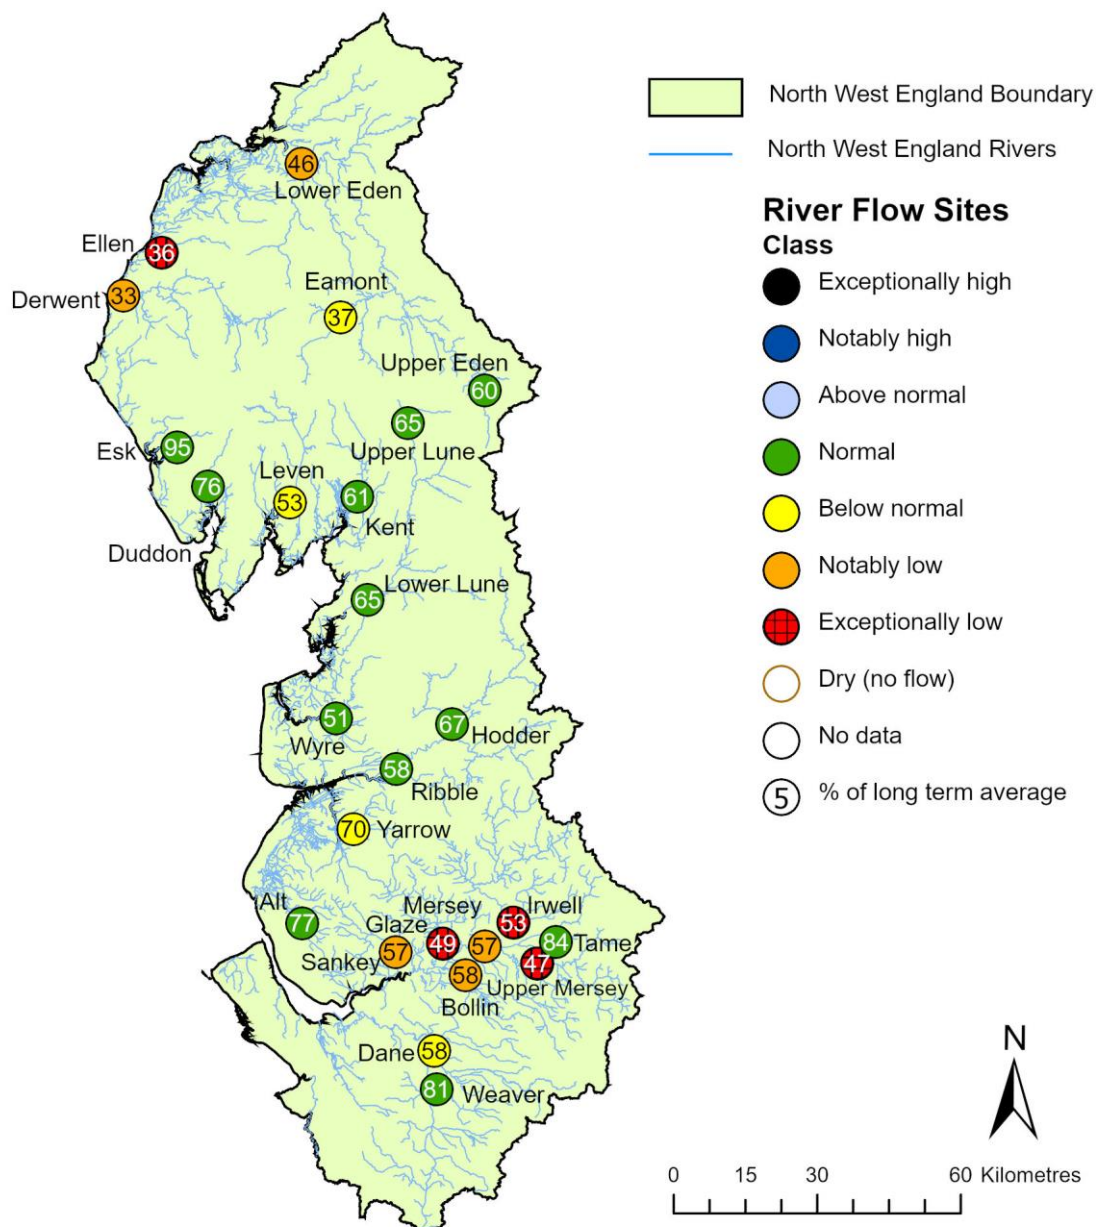 North West England Boundary
North West England Rivers
River Flow Sites
Class
Exceptionally high
Notably high
Above normal
Normal
Below normal
Notably low
Exceptionally low
Dry (no flow)
No data
5 % of long term average
46
Lower Eden
Ellen
36
Derwent
33
Eamont
37
Upper Eden
60
65
Upper Lune
Esk
95
76
Duddon
Leven
53
61
Kent
Lower Lune
65
51
Wyre
67
Hodder
58
Ribble
70
Yarrow
Alt
77
Glaze
49
Mersey
57
Irwell
53
84
Tame
Sankey
57
47
Upper Mersey
58
Bollin
Dane
58
81
Weaver
N
0 15 30 60 Kilometres